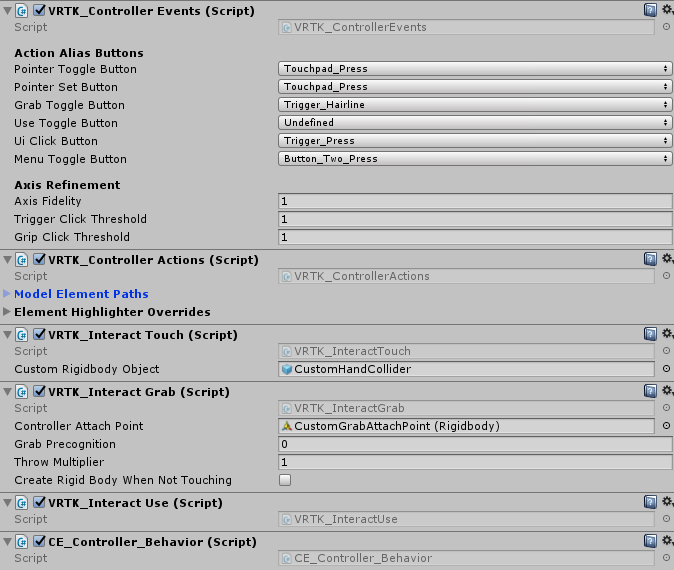 VRTK_Controller Events (Script)
Script VRTK_ControllerEvents
Action Alias Buttons
Pointer Toggle Button Touchpad_Press
Pointer Set Button Touchpad_Press
Grab Toggle Button Trigger_Hairline
Use Toggle Button Undefined
Ui Click Button Trigger_Press
Menu Toggle Button Button_Two_Press
Axis Refinement
Axis Fidelity 1
Trigger Click Threshold 1
Grip Click Threshold 1
VRTK_Controller Actions (Script)
Script VRTK_ControllerActions
Model Element Paths
Element Highlighter Overrides
VRTK_Interact Touch (Script)
Script VRTK_InteractTouch
Custom Rigidbody Object CustomHandCollider
VRTK_Interact Grab (Script)
Script VRTK_InteractGrab
Controller Attach Point CustomGrabAttachPoint (Rigidbody)
Grab Precognition 0
Throw Multiplier 1
Create Rigid Body When Not Touching
VRTK_Interact Use (Script)
Script VRTK_InteractUse
CE_Controller_Behavior (Script)
Script CE_Controller_Behavior